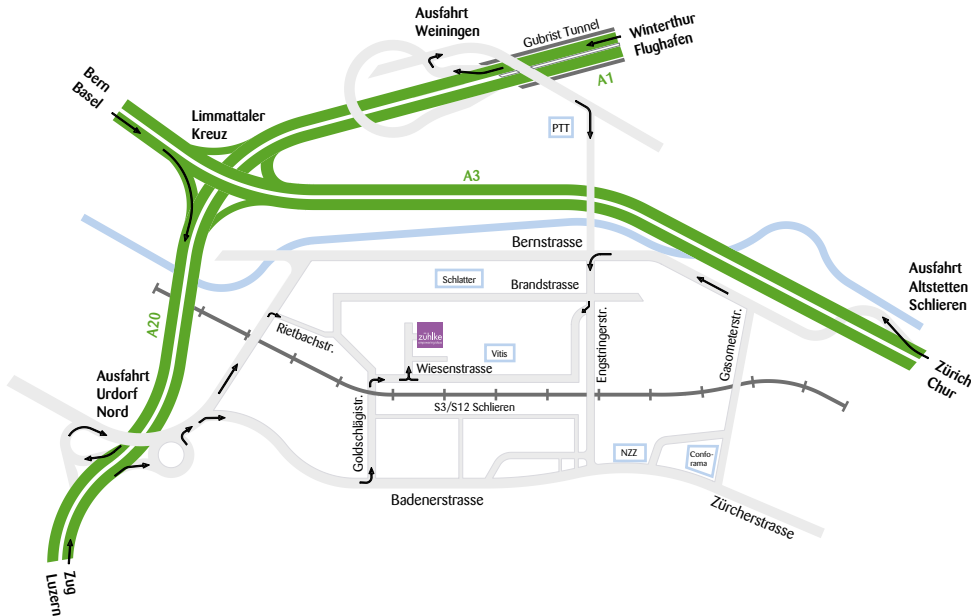 Ausfahrt
Weiningen
Gubrist Tunnel
Winterthur
Flughafen
A1
Bern
Basel
Limmattaler
Kreuz
PTT
A3
Bernstrasse
Schlatter
Brandstrasse
Ausfahrt
Altstetten
Schlieren
A20
Rietbachstr.
zühlke
Vitis
Wiesenstrasse
Engstringerstr.
Gasometerstr.
Zürich
Chur
Ausfahrt
Urdorf
Nord
Goldschlägistr.
S3/S12 Schlieren
NZZ
Confo-
rama
Badenerstrasse
Zürcherstrasse
Luzern
Zug